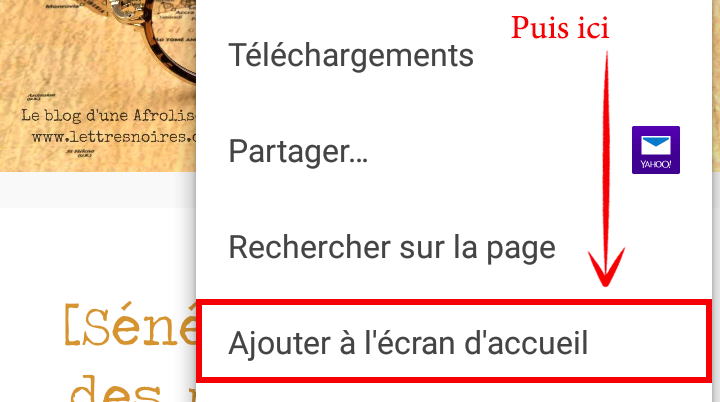 Puis ici
Téléchargements
Le blog d'une Afrolis
www.lettresnoires.
Partager...
YAHOO!
Rechercher sur la page
[Séné
Ajouter à l'écran d'accueil
des